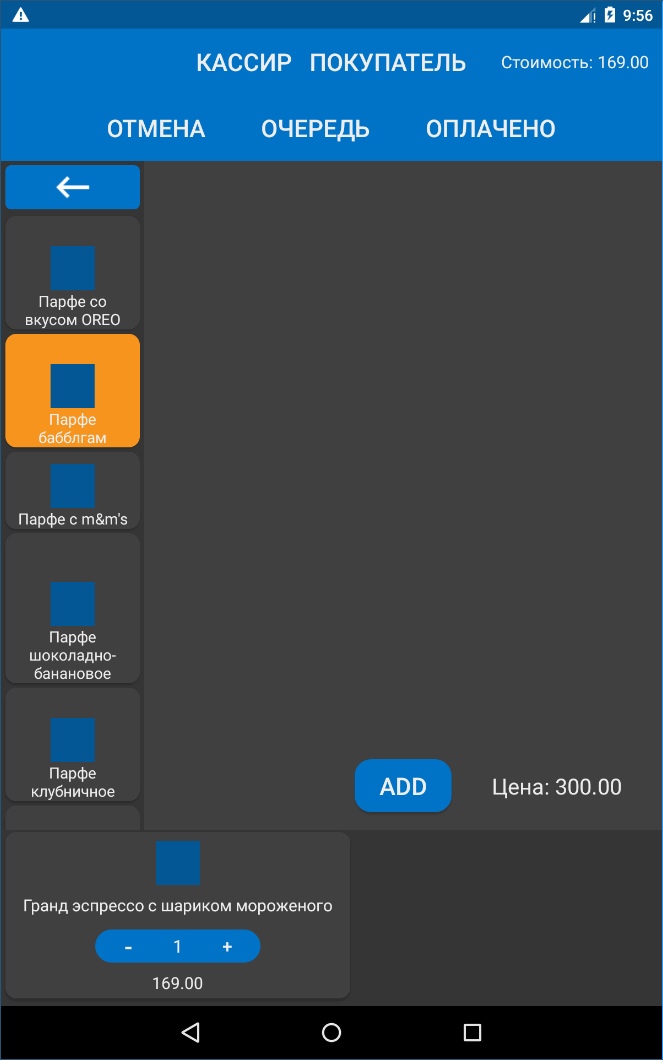 9:56
КАССИР ПОКУПАТЕЛЬ Стоимость: 169.00
ОТМЕНА ОЧЕРЕДЬ ОПЛАЧЕНО
Парфе со
вкусом OREO
Парфе
бабблгам
Парфе с m&m's
Парфе
шоколадно-
банановое
Парфе
клубничное
ADD Цена: 300.00
Гранд эспрессо с шариком мороженого
- 1 +
169.00